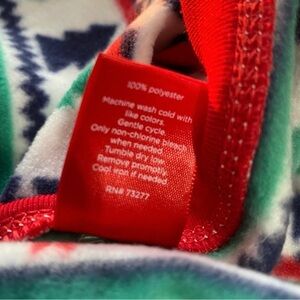 100% polyester
Machine wash cold with
like colors.
Gentle cycle.
Only non-chlorine bleach
when needed.
Tumble dry low.
Remove promptly.
Cool iron if needed.
RN# 73277